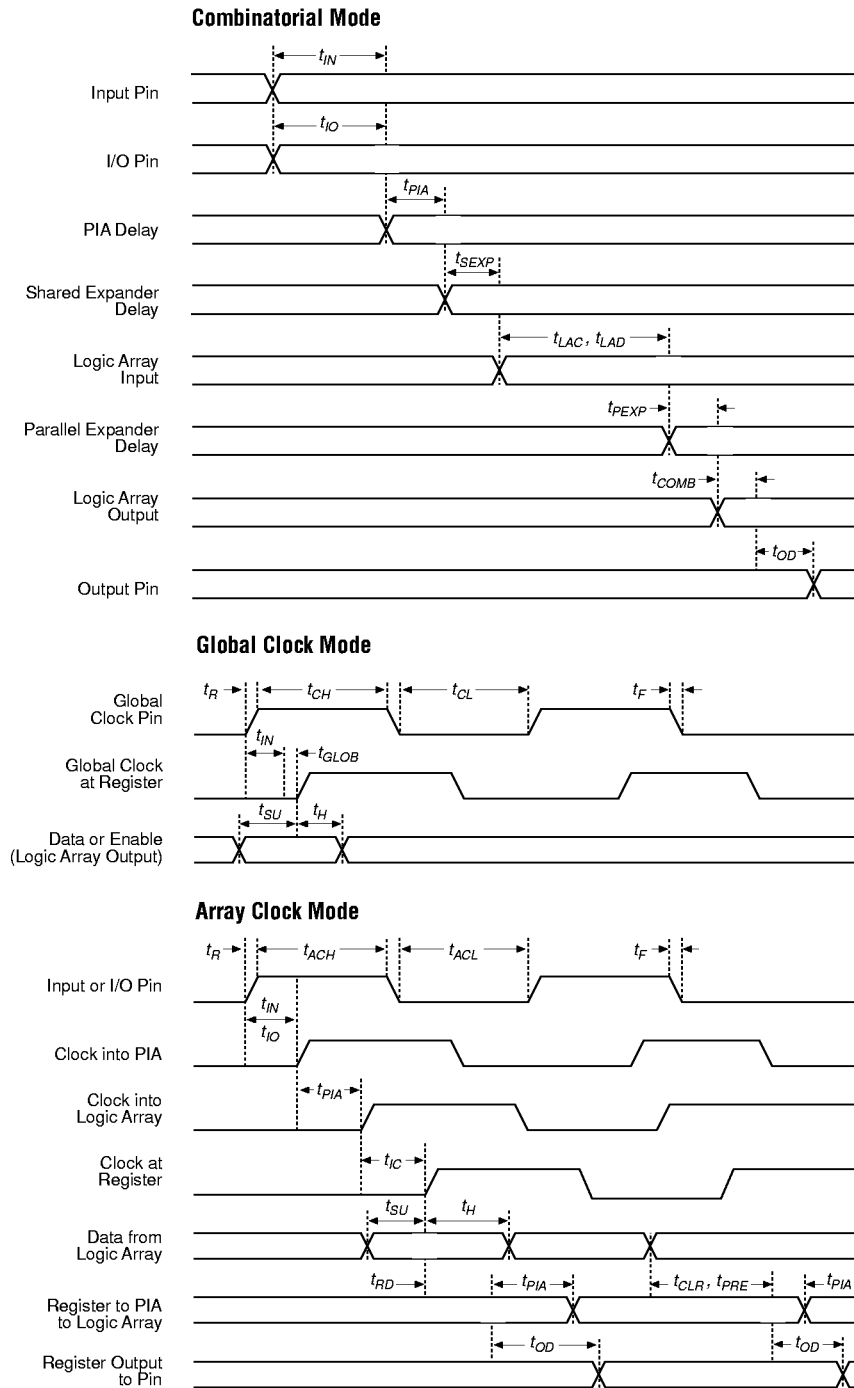 Combinatorial Mode
tIN
Input Pin
tIO
I/O Pin
tPIA
PIA Delay
tSEXP
Shared Expander
Delay
tLAC, tLAD
Logic Array
Input
tPEXP
Parallel Expander
Delay
tCOMB
Logic Array
Output
tOD
Output Pin
Global Clock Mode
tR tCH tCL tF
Global
Clock Pin
tIN tGLOB
Global Clock
at Register
tSU tH
Data or Enable
(Logic Array Output)
Array Clock Mode
tR tACH tACL tF
Input or I/O Pin
tIN
tIO
Clock into PIA
tPIA
Clock into
Logic Array
tIC
Clock at
Register
tSU tH
Data from
Logic Array
tRD tPIA tCLR, tPRE tPIA
Register to PIA
to Logic Array
tOD tOD
Register Output
to Pin